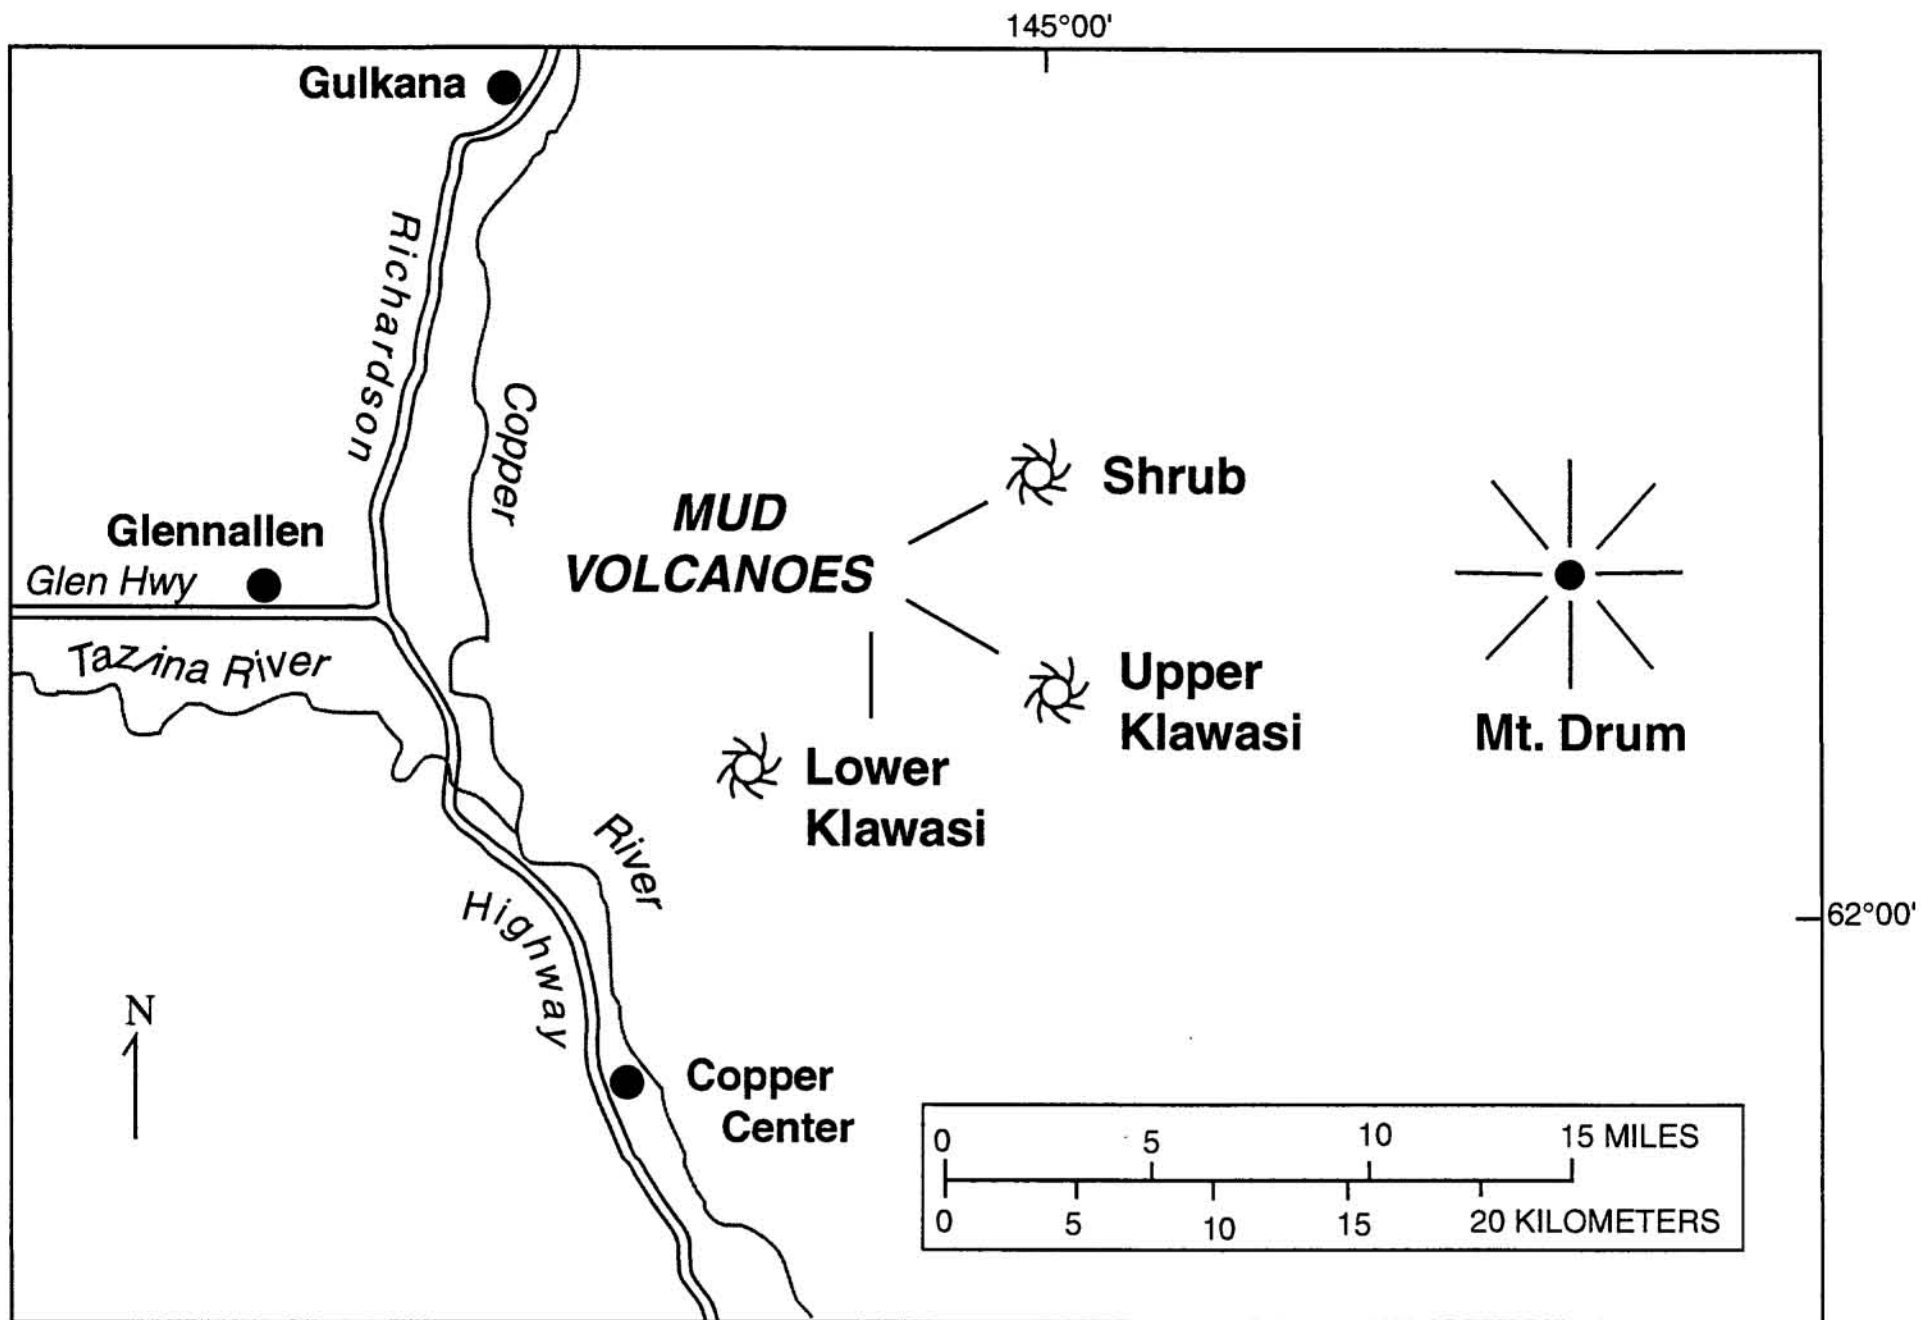 145°00'
Gulkana
Richardson
Copper
Shrub
MUD
VOLCANOES
Glennallen
Glen Hwy
Tazina River
Upper
Klawasi
Mt. Drum
Lower
Klawasi
River
Highway
62°00'
N
Copper
Center
0 5 10 15 MILES
0 5 10 15 20 KILOMETERS